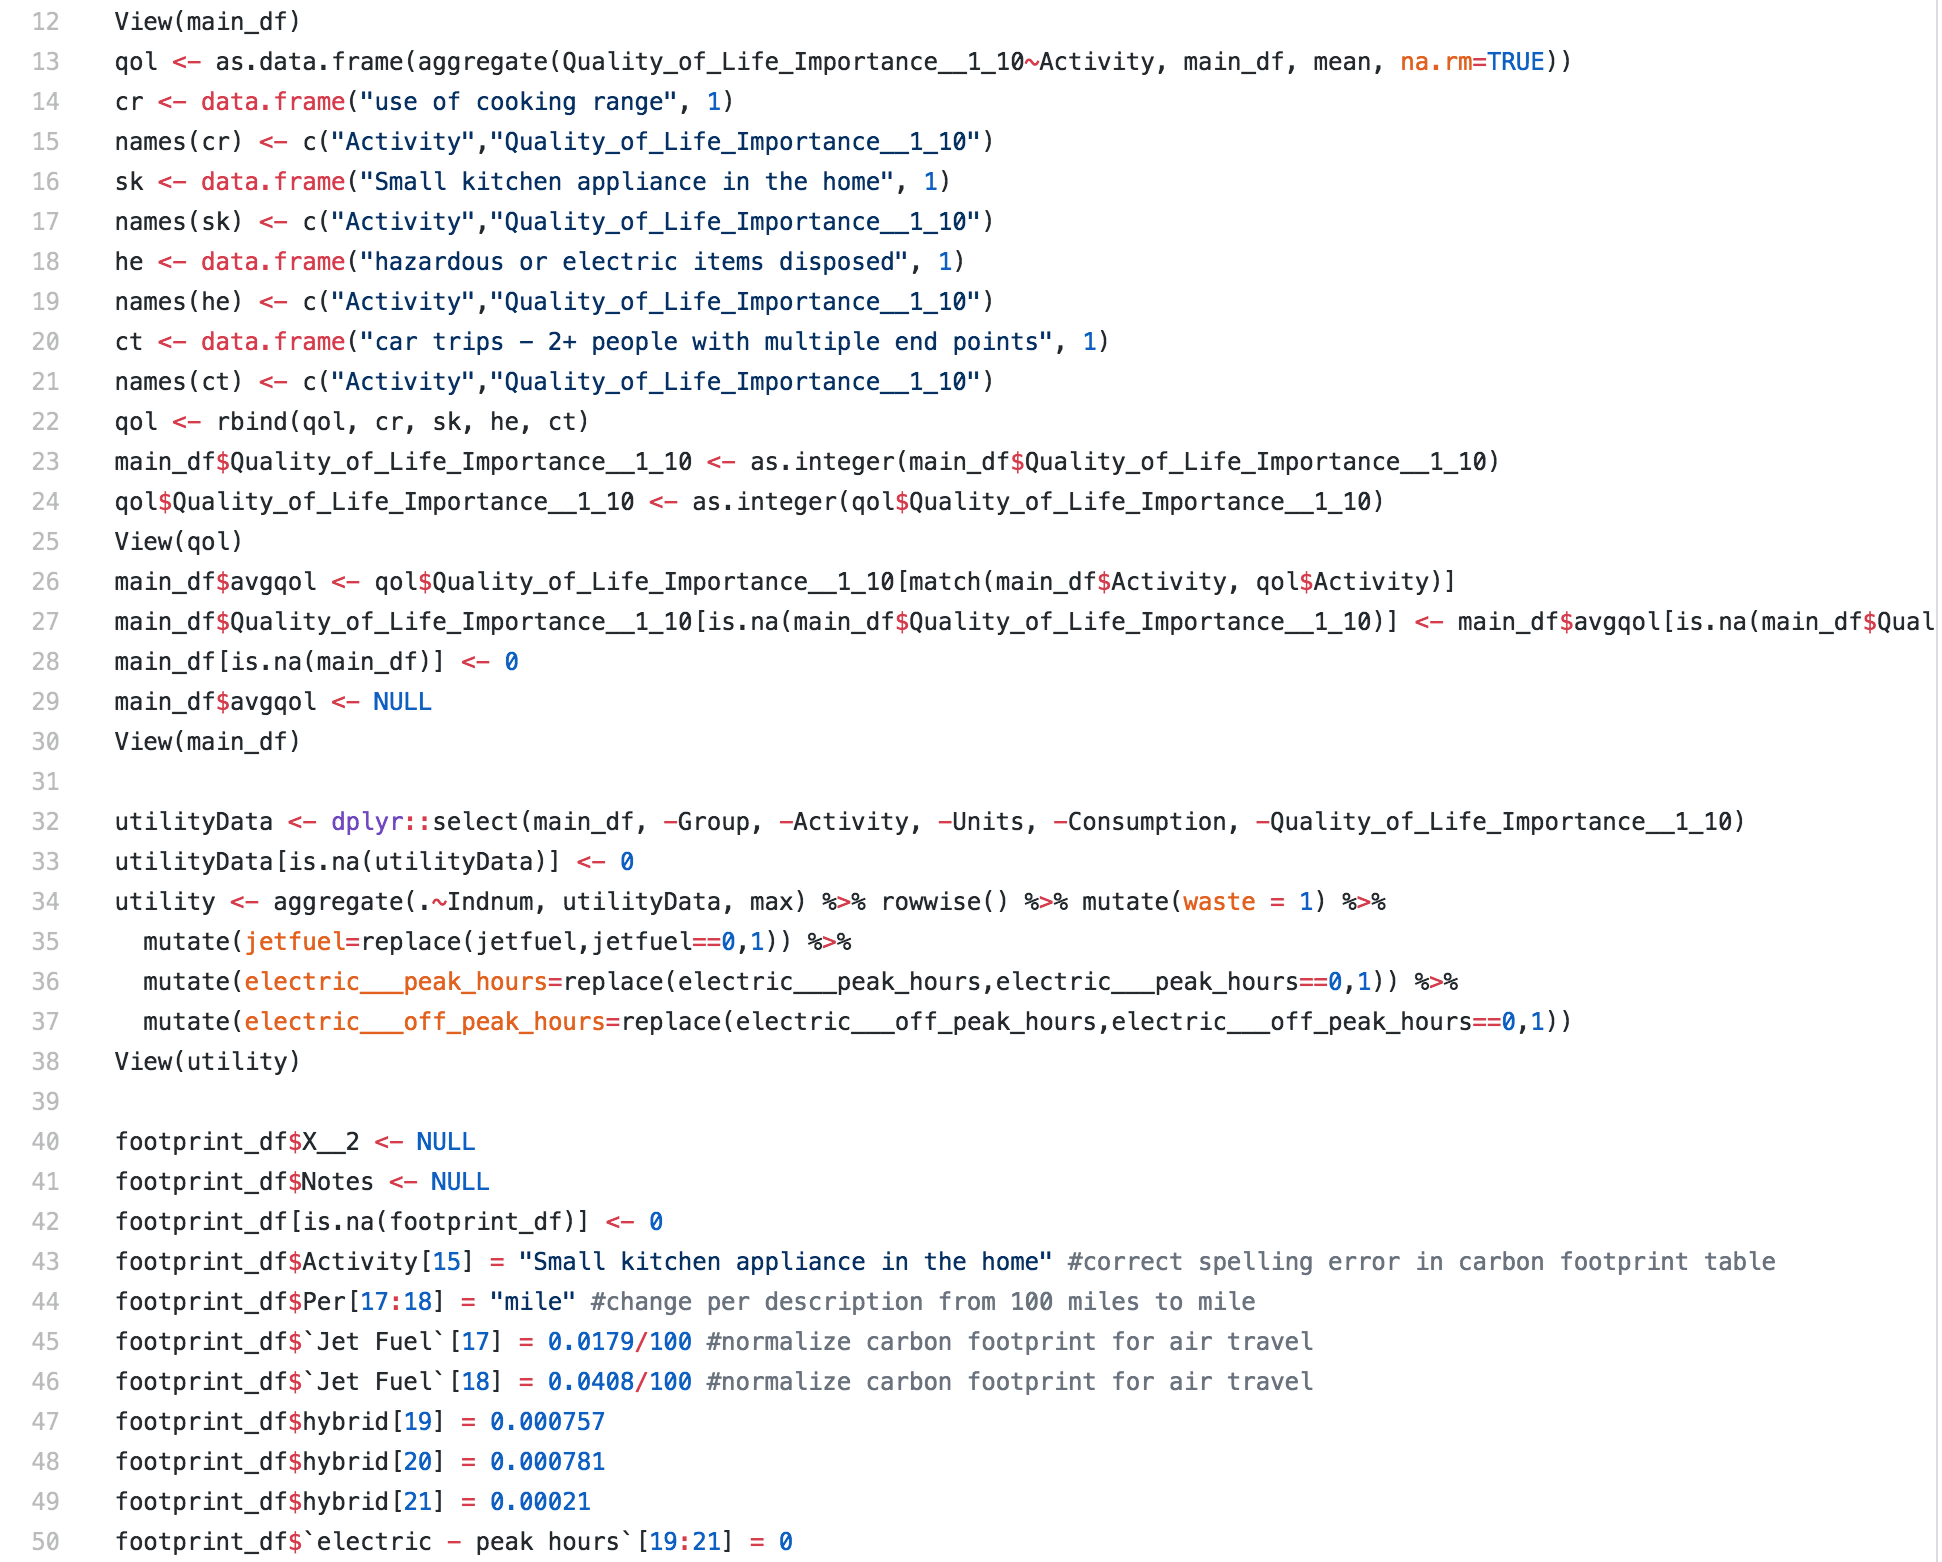 12 View(main_df)
13 qol <- as.data.frame(aggregate(Quality_of_Life_Importance__1_10~Activity, main_df, mean, na.rm=TRUE))
14 cr <- data.frame("use of cooking range", 1)
15 names(cr) <- c("Activity","Quality_of_Life_Importance__1_10")
16 sk <- data.frame("Small kitchen appliance in the home", 1)
17 names(sk) <- c("Activity","Quality_of_Life_Importance__1_10")
18 he <- data.frame("hazardous or electric items disposed", 1)
19 names(he) <- c("Activity","Quality_of_Life_Importance__1_10")
20 ct <- data.frame("car trips - 2+ people with multiple end points", 1)
21 names(ct) <- c("Activity","Quality_of_Life_Importance__1_10")
22 qol <- rbind(qol, cr, sk, he, ct)
23 main_df$Quality_of_Life_Importance__1_10 <- as.integer(main_df$Quality_of_Life_Importance__1_10)
24 qol$Quality_of_Life_Importance__1_10 <- as.integer(qol$Quality_of_Life_Importance__1_10)
25 View(qol)
26 main_df$avgqol <- qol$Quality_of_Life_Importance__1_10[match(main_df$Activity, qol$Activity)]
27 main_df$Quality_of_Life_Importance__1_10[is.na(main_df$Quality_of_Life_Importance__1_10)] <- main_df$avgqol[is.na(main_df$Qual
28 main_df[is.na(main_df)] <- 0
29 main_df$avgqol <- NULL
30 View(main_df)
31
32 utilityData <- dplyr::select(main_df, -Group, -Activity, -Units, -Consumption, -Quality_of_Life_Importance__1_10)
33 utilityData[is.na(utilityData)] <- 0
34 utility <- aggregate(.~Indnum, utilityData, max) %>% rowwise() %>% mutate(waste = 1) %>%
35 mutate(jetfuel=replace(jetfuel,jetfuel==0,1)) %>%
36 mutate(electric___peak_hours=replace(electric___peak_hours,electric___peak_hours==0,1)) %>%
37 mutate(electric___off_peak_hours=replace(electric___off_peak_hours,electric___off_peak_hours==0,1))
38 View(utility)
39
40 footprint_df$X__2 <- NULL
41 footprint_df$Notes <- NULL
42 footprint_df[is.na(footprint_df)] <- 0
43 footprint_df$Activity[15] = "Small kitchen appliance in the home" #correct spelling error in carbon footprint table
44 footprint_df$Per[17:18] = "mile" #change per description from 100 miles to mile
45 footprint_df$`Jet Fuel`[17] = 0.0179/100 #normalize carbon footprint for air travel
46 footprint_df$`Jet Fuel`[18] = 0.0408/100 #normalize carbon footprint for air travel
47 footprint_df$hybrid[19] = 0.000757
48 footprint_df$hybrid[20] = 0.000781
49 footprint_df$hybrid[21] = 0.00021
50 footprint_df$`electric - peak hours`[19:21] = 0